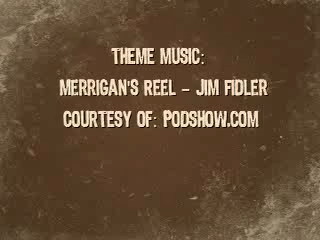 THEME MUSIC:
MERRIGAN'S REEL - JIM FIDLER
COURTESY OF: PODSHOW.COM